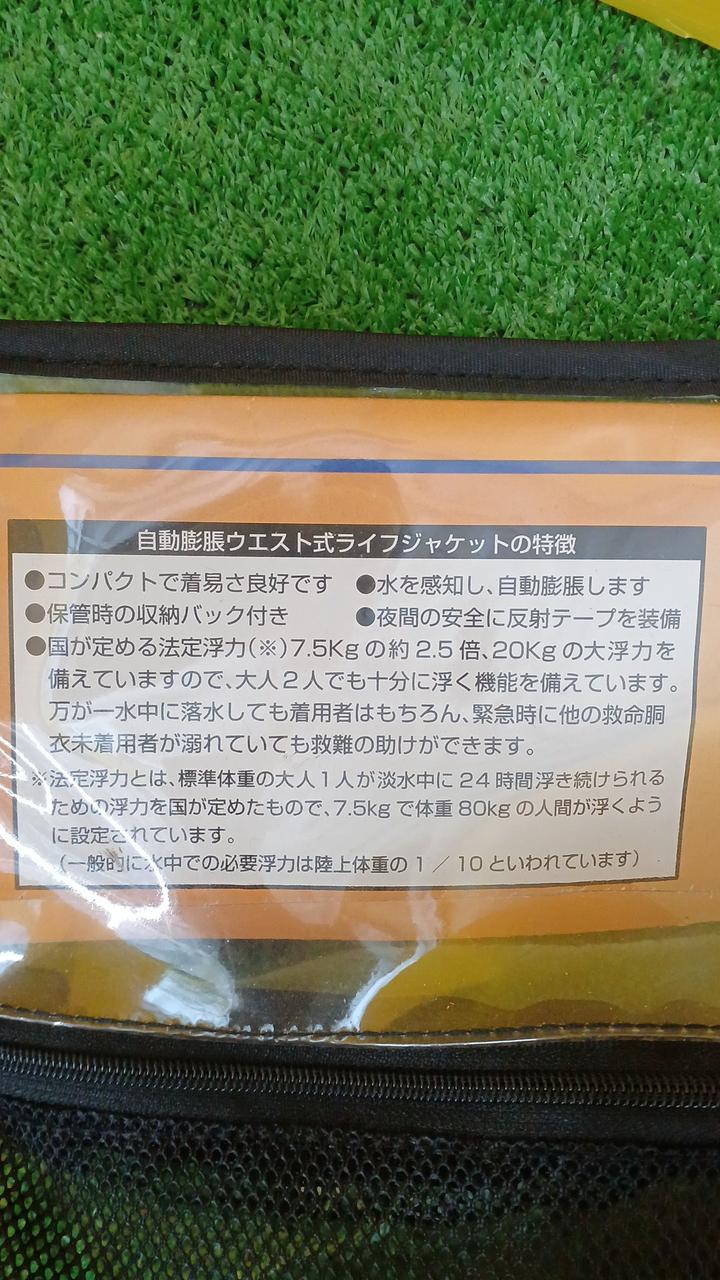 自動膨脹ウエスト式ライフジャケットの特徴
●コンパクトで着易さ良好です ●水を感知し、自動膨脹します
●保管時の収納バック付き ●夜間の安全に反射テープを装備
●国が定める法定浮力(※)7.5Kgの約2.5倍、20Kgの大浮力を
備えていますので、大人2人でも十分に浮く機能を備えています。
万が一水中に落水しても着用者はもちろん、緊急時に他の救命胴
衣未着用者が溺れていても救難の助けができます。
※法定浮力とは、標準体重の大人1人が淡水中に24時間浮き続けられる
ための浮力を国が定めたもので、7.5kgで体重80kgの人間が浮くよう
に設定されています。
(一般的に水中での必要浮力は陸上体重の1/10といわれています)